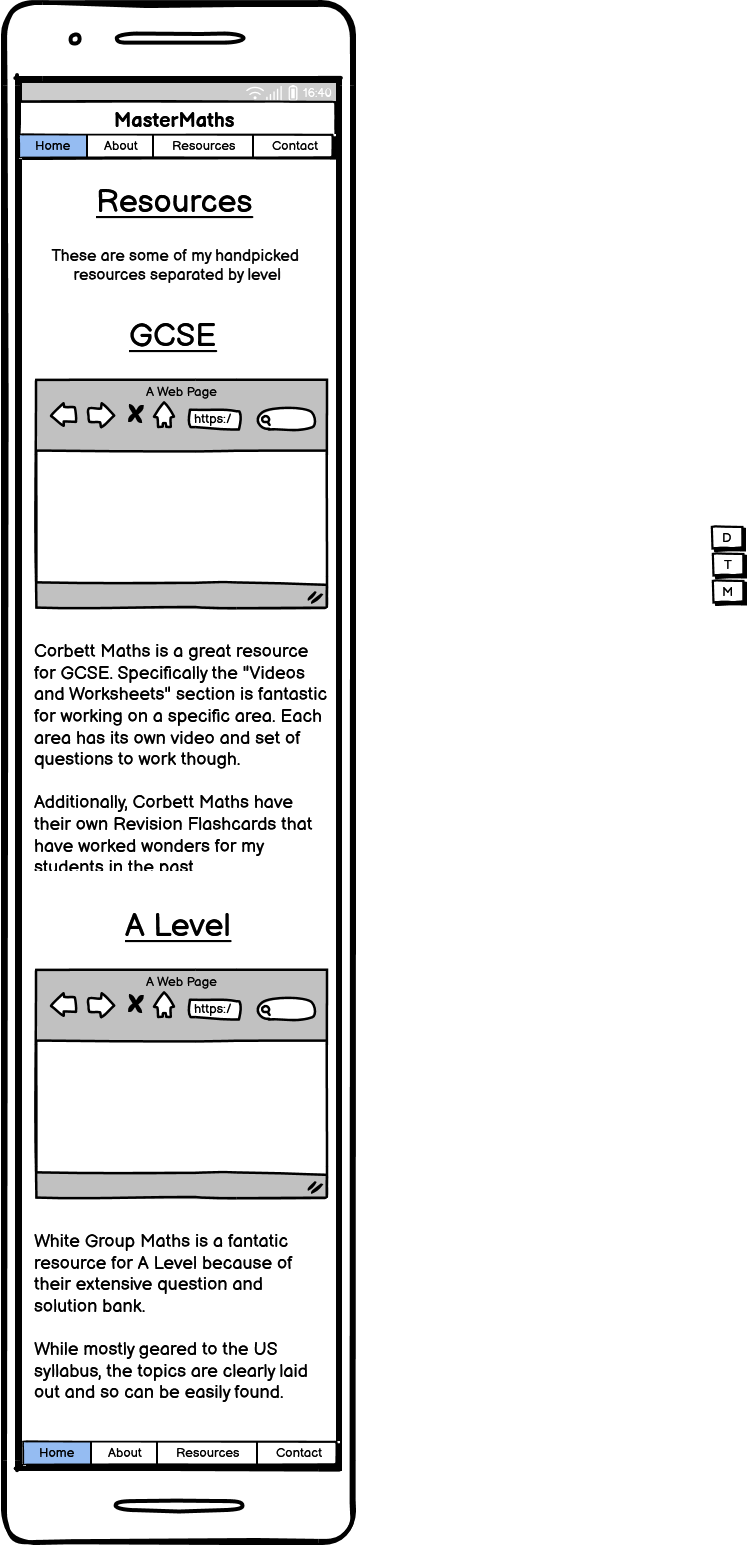 16:40
MasterMaths
Home About Resources Contact
Resources
These are some of my handpicked
resources separated by level
GCSE
A Web Page
https:/
D
T
M
Corbett Maths is a great resource
for GCSE. Specifically the "Videos
and Worksheets" section is fantastic
for working on a specific area. Each
area has its own video and set of
questions to work though.
Additionally, Corbett Maths have
their own Revision Flashcards that
have worked wonders for my
students in the past
A Level
A Web Page
https:/
White Group Maths is a fantatic
resource for A Level because of
their extensive question and
solution bank.
While mostly geared to the US
syllabus, the topics are clearly laid
out and so can be easily found.
Home About Resources Contact